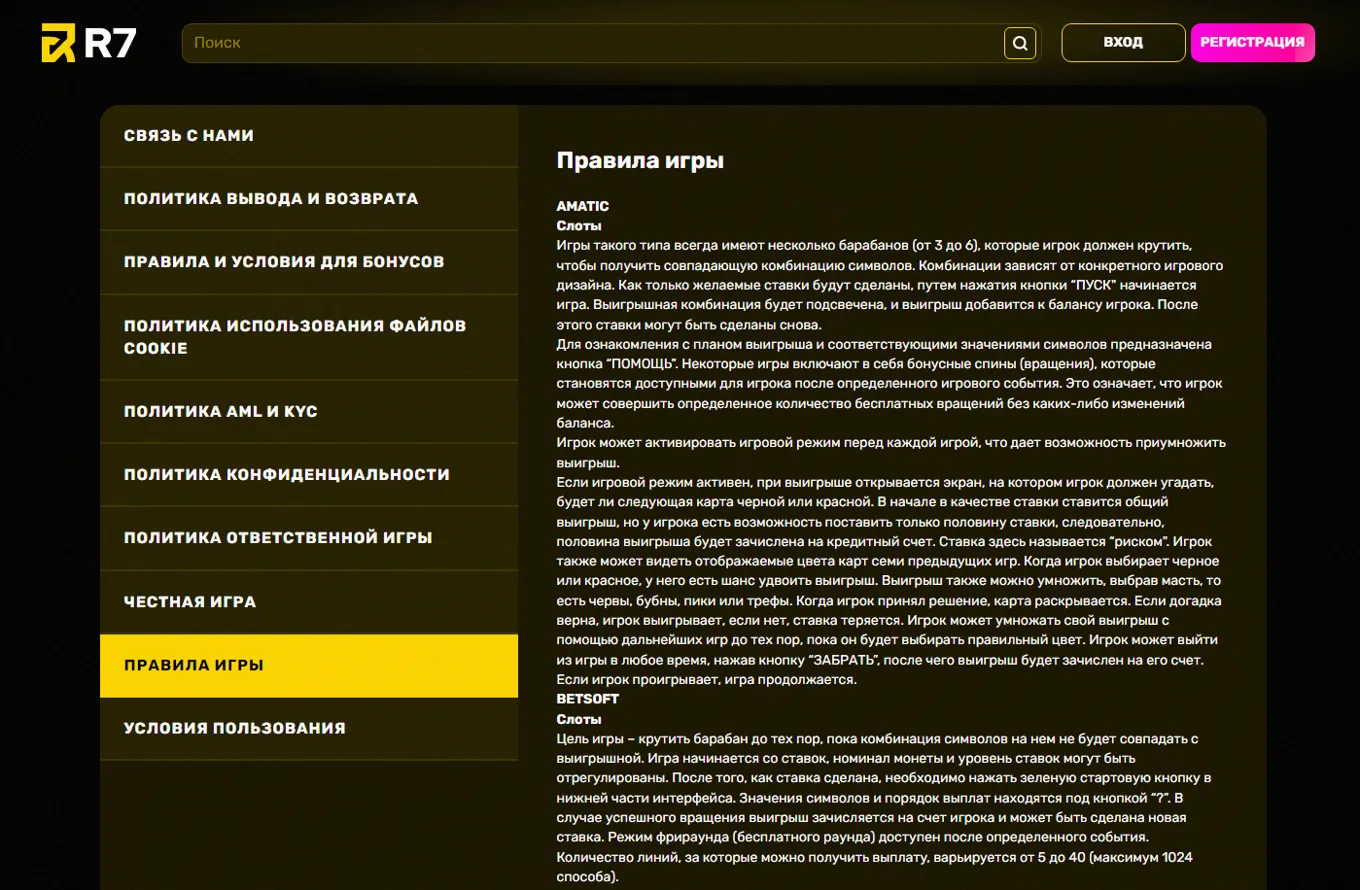 R7
Поиск
ВХОД
РЕГИСТРАЦИЯ
СВЯЗЬ С НАМИ
ПОЛИТИКА ВЫВОДА И ВОЗВРАТА
ПРАВИЛА И УСЛОВИЯ ДЛЯ БОНУСОВ
ПОЛИТИКА ИСПОЛЬЗОВАНИЯ ФАЙЛОВ
COOKIE
ПОЛИТИКА AML И KYC
ПОЛИТИКА КОНФИДЕНЦИАЛЬНОСТИ
ПОЛИТИКА ОТВЕТСТВЕННОЙ ИГРЫ
ЧЕСТНАЯ ИГРА
ПРАВИЛА ИГРЫ
УСЛОВИЯ ПОЛЬЗОВАНИЯ
Правила игры
AMATIC
Слоты
Игры такого типа всегда имеют несколько барабанов (от 3 до 6), которые игрок должен крутить,
чтобы получить совпадающую комбинацию символов. Комбинации зависят от конкретного игрового
дизайна. Как только желаемые ставки будут сделаны, путем нажатия кнопки “ПУСК" начинается
игра. Выигрышная комбинация будет подсвечена, и выигрыш добавится к балансу игрока. После
этого ставки могут быть сделаны снова.
Для ознакомления с планом выигрыша и соответствующими значениями символов предназначена
кнопка “ПОМОЩЬ”. Некоторые игры включают в себя бонусные спины (вращения), которые
становятся доступными для игрока после определенного игрового события. Это означает, что игрок
может совершить определенное количество бесплатных вращений без каких-либо изменений
баланса.
Игрок может активировать игровой режим перед каждой игрой, что дает возможность приумножить
выигрыш.
Если игровой режим активен, при выигрыше открывается экран, на котором игрок должен угадать,
будет ли следующая карта черной или красной. В начале в качестве ставки ставится общий
выигрыш, но у игрока есть возможность поставить только половину ставки, следовательно,
половина выигрыша будет зачислена на кредитный счет. Ставка здесь называется “риском". Игрок
также может видеть отображаемые цвета карт семи предыдущих игр. Когда игрок выбирает черное
или красное, у него есть шанс удвоить выигрыш. Выигрыш также можно умножить, выбрав масть, то
есть червы, бубны, пики или трефы. Когда игрок принял решение, карта раскрывается. Если догадка
верна, игрок выигрывает, если нет, ставка теряется. Игрок может умножать свой выигрыш с
помощью дальнейших игр до тех пор, пока он будет выбирать правильный цвет. Игрок может выйти
из игры в любое время, нажав кнопку “ЗАБРАТЬ”, после чего выигрыш будет зачислен на его счет.
Если игрок проигрывает, игра продолжается.
BETSOFT
Слоты
Цель игры – крутить барабан до тех пор, пока комбинация символов на нем не будет совпадать с
выигрышной. Игра начинается со ставок, номинал монеты и уровень ставок могут быть
отрегулированы. После того, как ставка сделана, необходимо нажать зеленую стартовую кнопку в
нижней части интерфейса. Значения символов и порядок выплат находятся под кнопкой “?”. В
случае успешного вращения выигрыш зачисляется на счет игрока и может быть сделана новая
ставка. Режим фрираунда (бесплатного раунда) доступен после определенного события.
Количество линий, за которые можно получить выплату, варьируется от 5 до 40 (максимум 1024
способа).